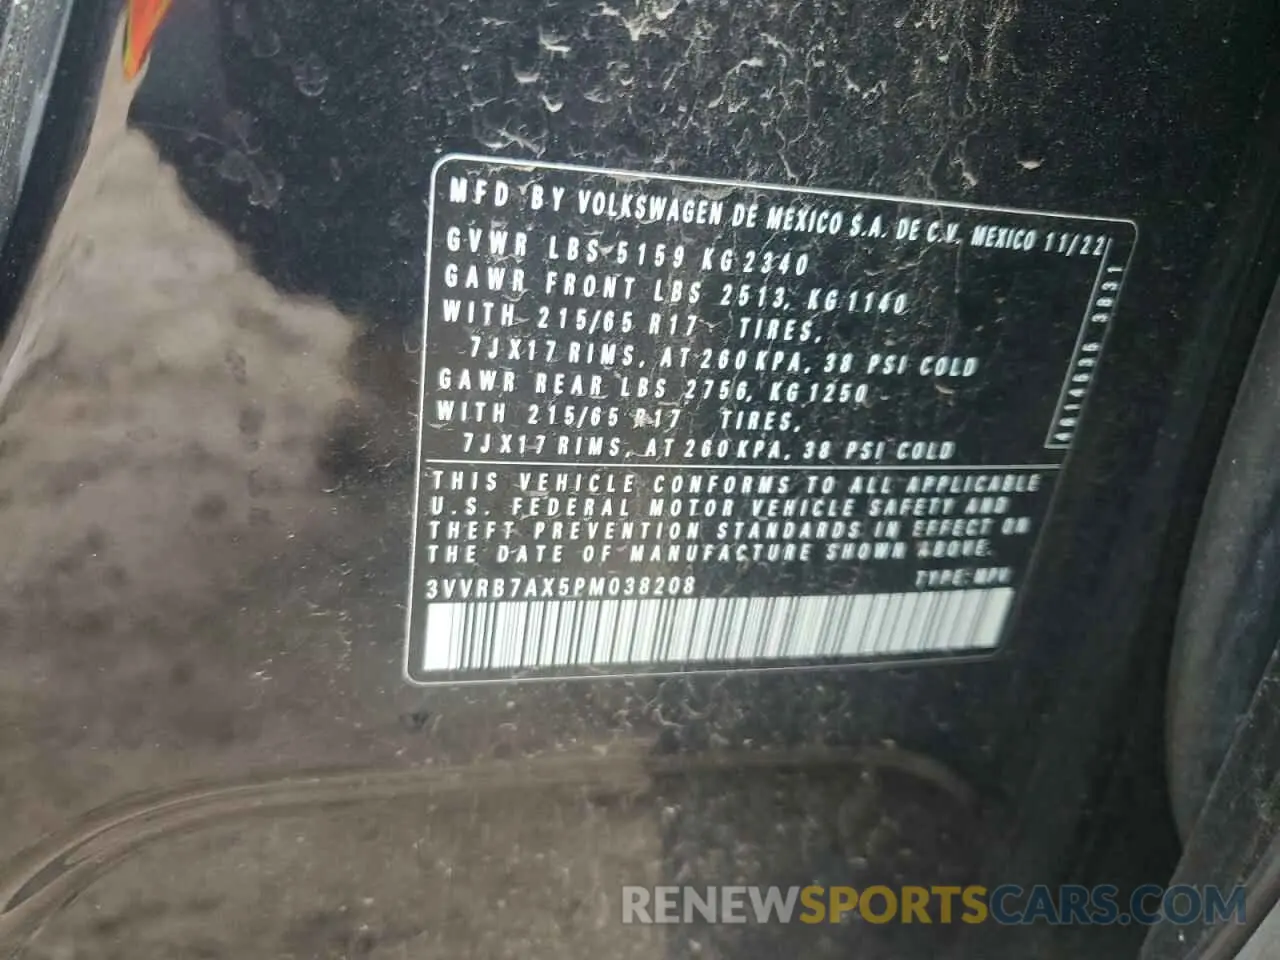 MFD BY VOLKSWAGEN DE MEXICO S.A. DE C.V. MEXICO 11/22
GVWR LBS 5159 KG 2340
GAWR FRONT LBS 2513, KG 1140
WITH 215/65 R17 TIRES,
7JX17 RIMS, AT 260 KPA, 38 PSI COLD
GAWR REAR LBS 2756, KG 1250
WITH 215/65 R17 TIRES,
7JX17 RIMS, AT 260 KPA, 38 PSI COLD
THIS VEHICLE CONFORMS TO ALL APPLICABLE
U.S. FEDERAL MOTOR VEHICLE SAFETY AND
THEFT PREVENTION STANDARDS IN EFFECT ON
THE DATE OF MANUFACTURE SHOWN ABOVE.
3VVRB7AX5PM038208 TYPE: MPV
RENEWSPORTSCARS.COM